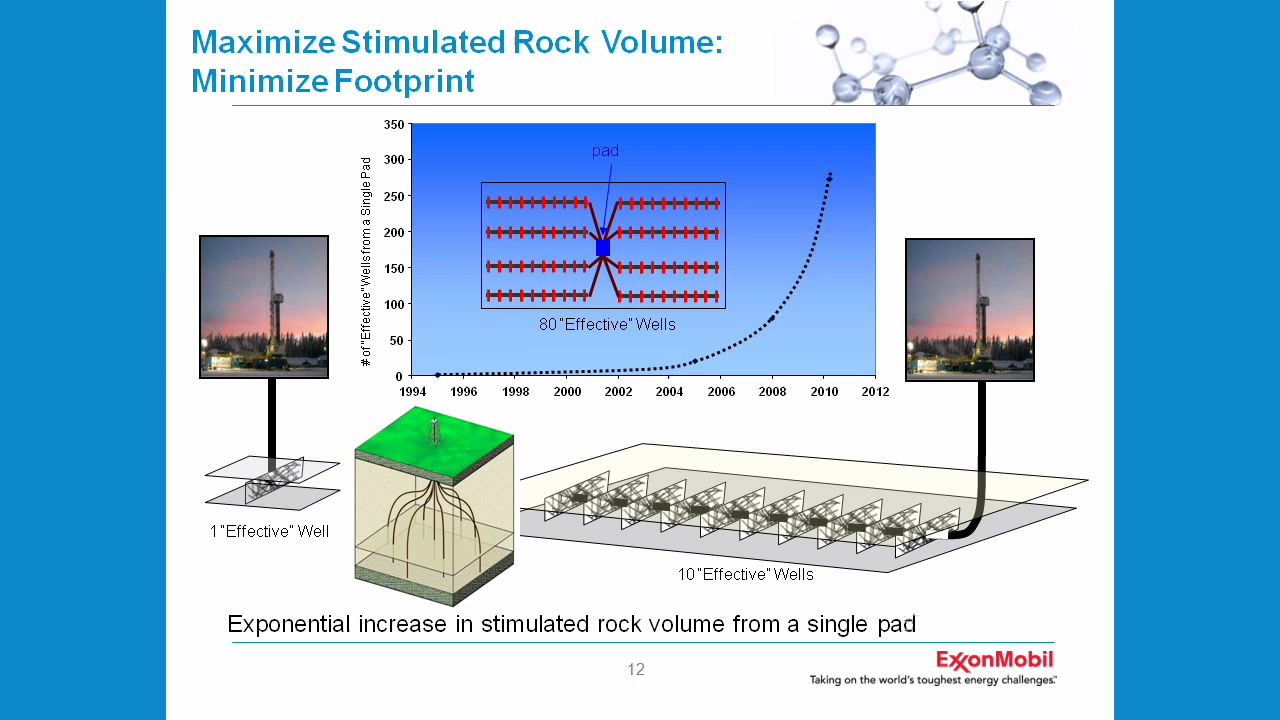 Maximize Stimulated Rock Volume:
Minimize Footprint
# of "Effective" Wells from a Single Pad
350
300
250
200
150
100
50
0
pad
80 "Effective" Wells
1994 1996 1998 2000 2002 2004 2006 2008 2010 2012
1 "Effective" Well
10 "Effective" Wells
Exponential increase in stimulated rock volume from a single pad
12
ExxonMobil
Taking on the world's toughest energy challenges.™